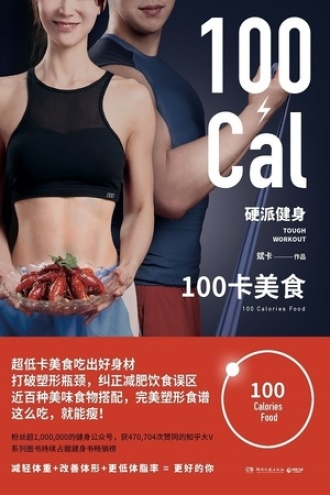 100
Cal
硬派健身
TOUGH
WORKOUT
斌卡——作品
100卡美食
100 Calories Food
超低卡美食吃出好身材
打破塑形瓶颈，纠正减肥饮食误区
近百种美味食物搭配，完美塑形食谱
这么吃，就能瘦！
100
Calories
Food
粉丝超1,000,000的健身公众号，获470,704次赞同的知乎大V
系列图书持续占据健身书畅销榜
减轻体重+改善体形+更低体脂率 = 更好的你